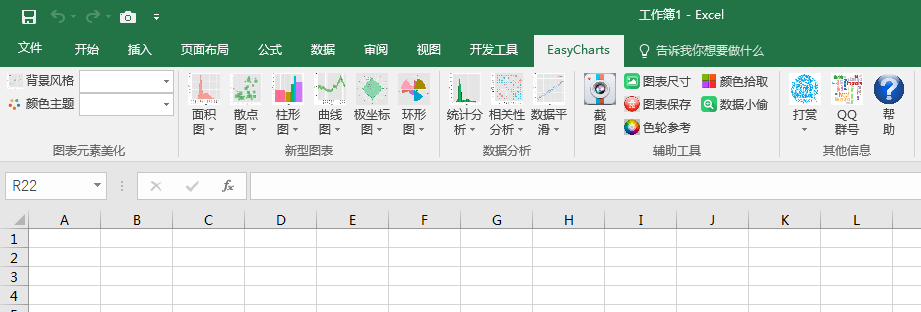 工作簿1 - Excel
文件 开始 插入 页面布局 公式 数据 审阅 视图 开发工具 EasyCharts 告诉我你想要做什么
背景风格
颜色主题
图表元素美化
面积图 散点图 柱形图 曲线图 极坐标图 环形图
新型图表
统计分析 相关性分析 数据平滑
数据分析
截图
图表尺寸 颜色拾取
图表保存 数据小偷
色轮参考
辅助工具
打赏 QQ群号 帮助
其他信息
R22 fx
A B C D E F G H I J K L
1
2
3
4